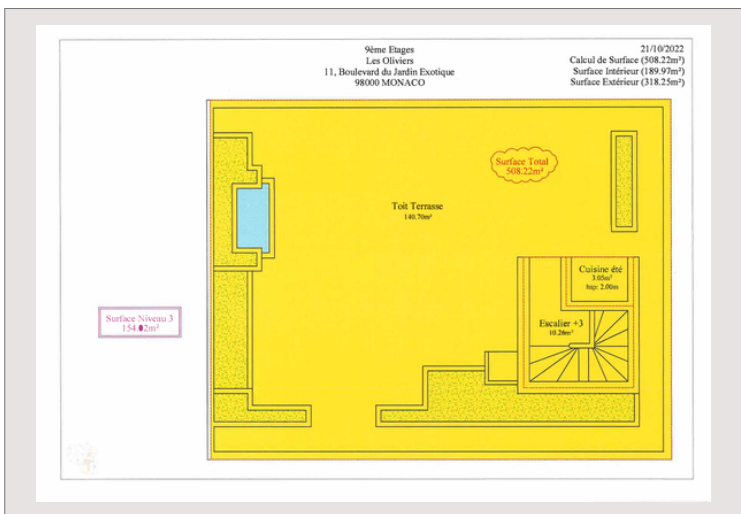 9ème Etages
Les Oliviers
11, Boulevard du Jardin Exotique
98000 MONACO
21/10/2022
Calcul de Surface (508.22m²)
Surface Intérieur (189.97m²)
Surface Extérieur (318.25m²)
Surface Total
508.22m²
Toit Terrasse
140.70m²
Cuisine été
3.05m²
hsp: 2.00m
Surface Niveau 3
154.02m²
Escalier +3
10.26m²